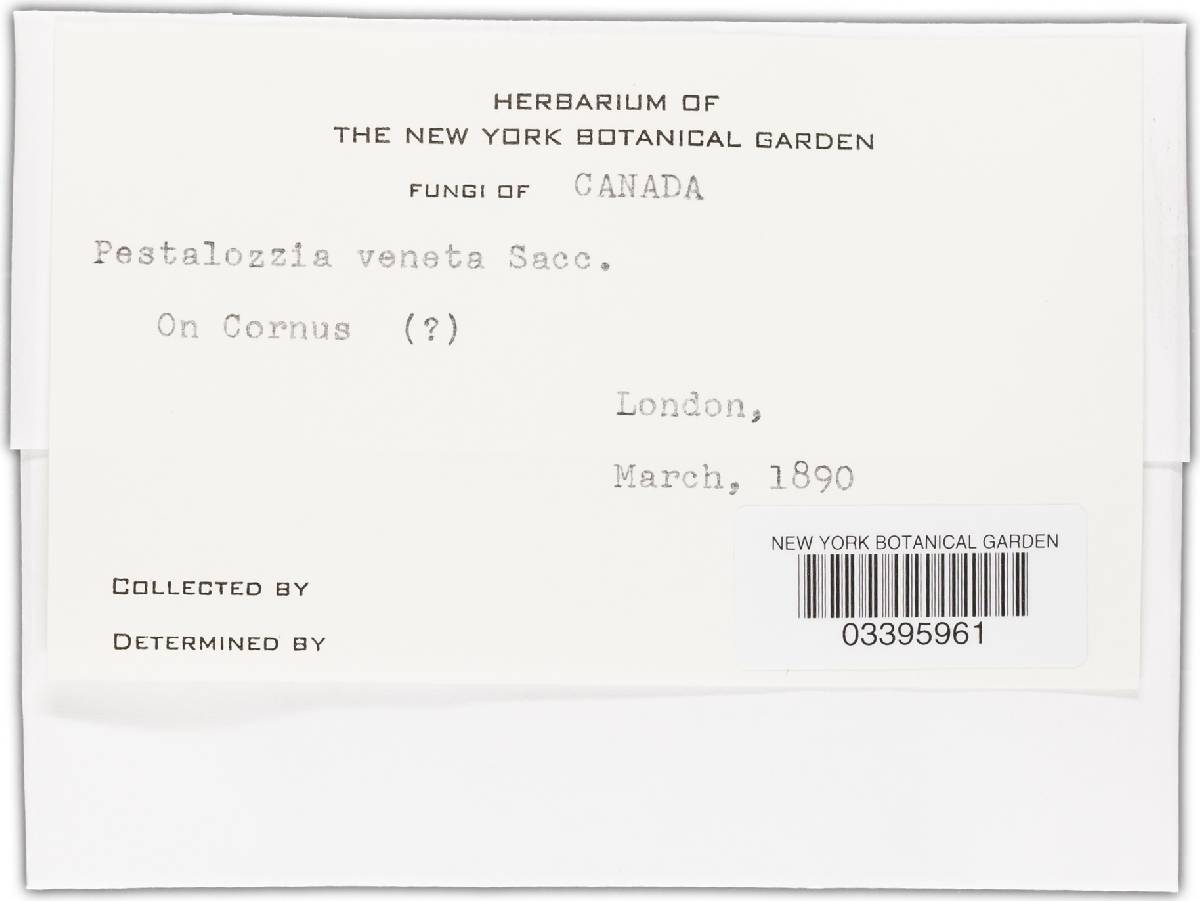 HERBARIUM OF
THE NEW YORK BOTANICAL GARDEN
FUNGI OF CANADA
Pestalozzia veneta Sacc.
On Cornus (?)
London,
March, 1890
NEW YORK BOTANICAL GARDEN
03395961
COLLECTED BY
DETERMINED BY